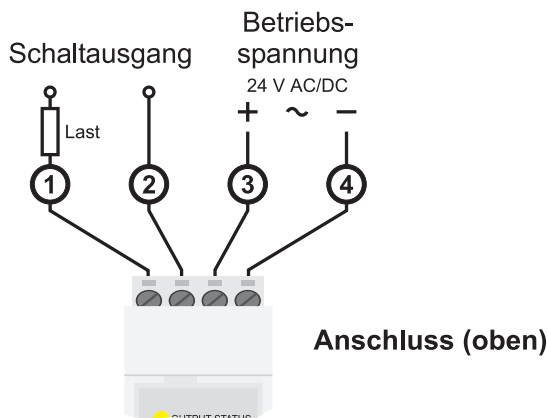 Betriebs-
Schaltausgang spannung
24 V AC/DC
+ ~ −
Last
1 2 3 4
Anschluss (oben)
OUTPUT STATUS